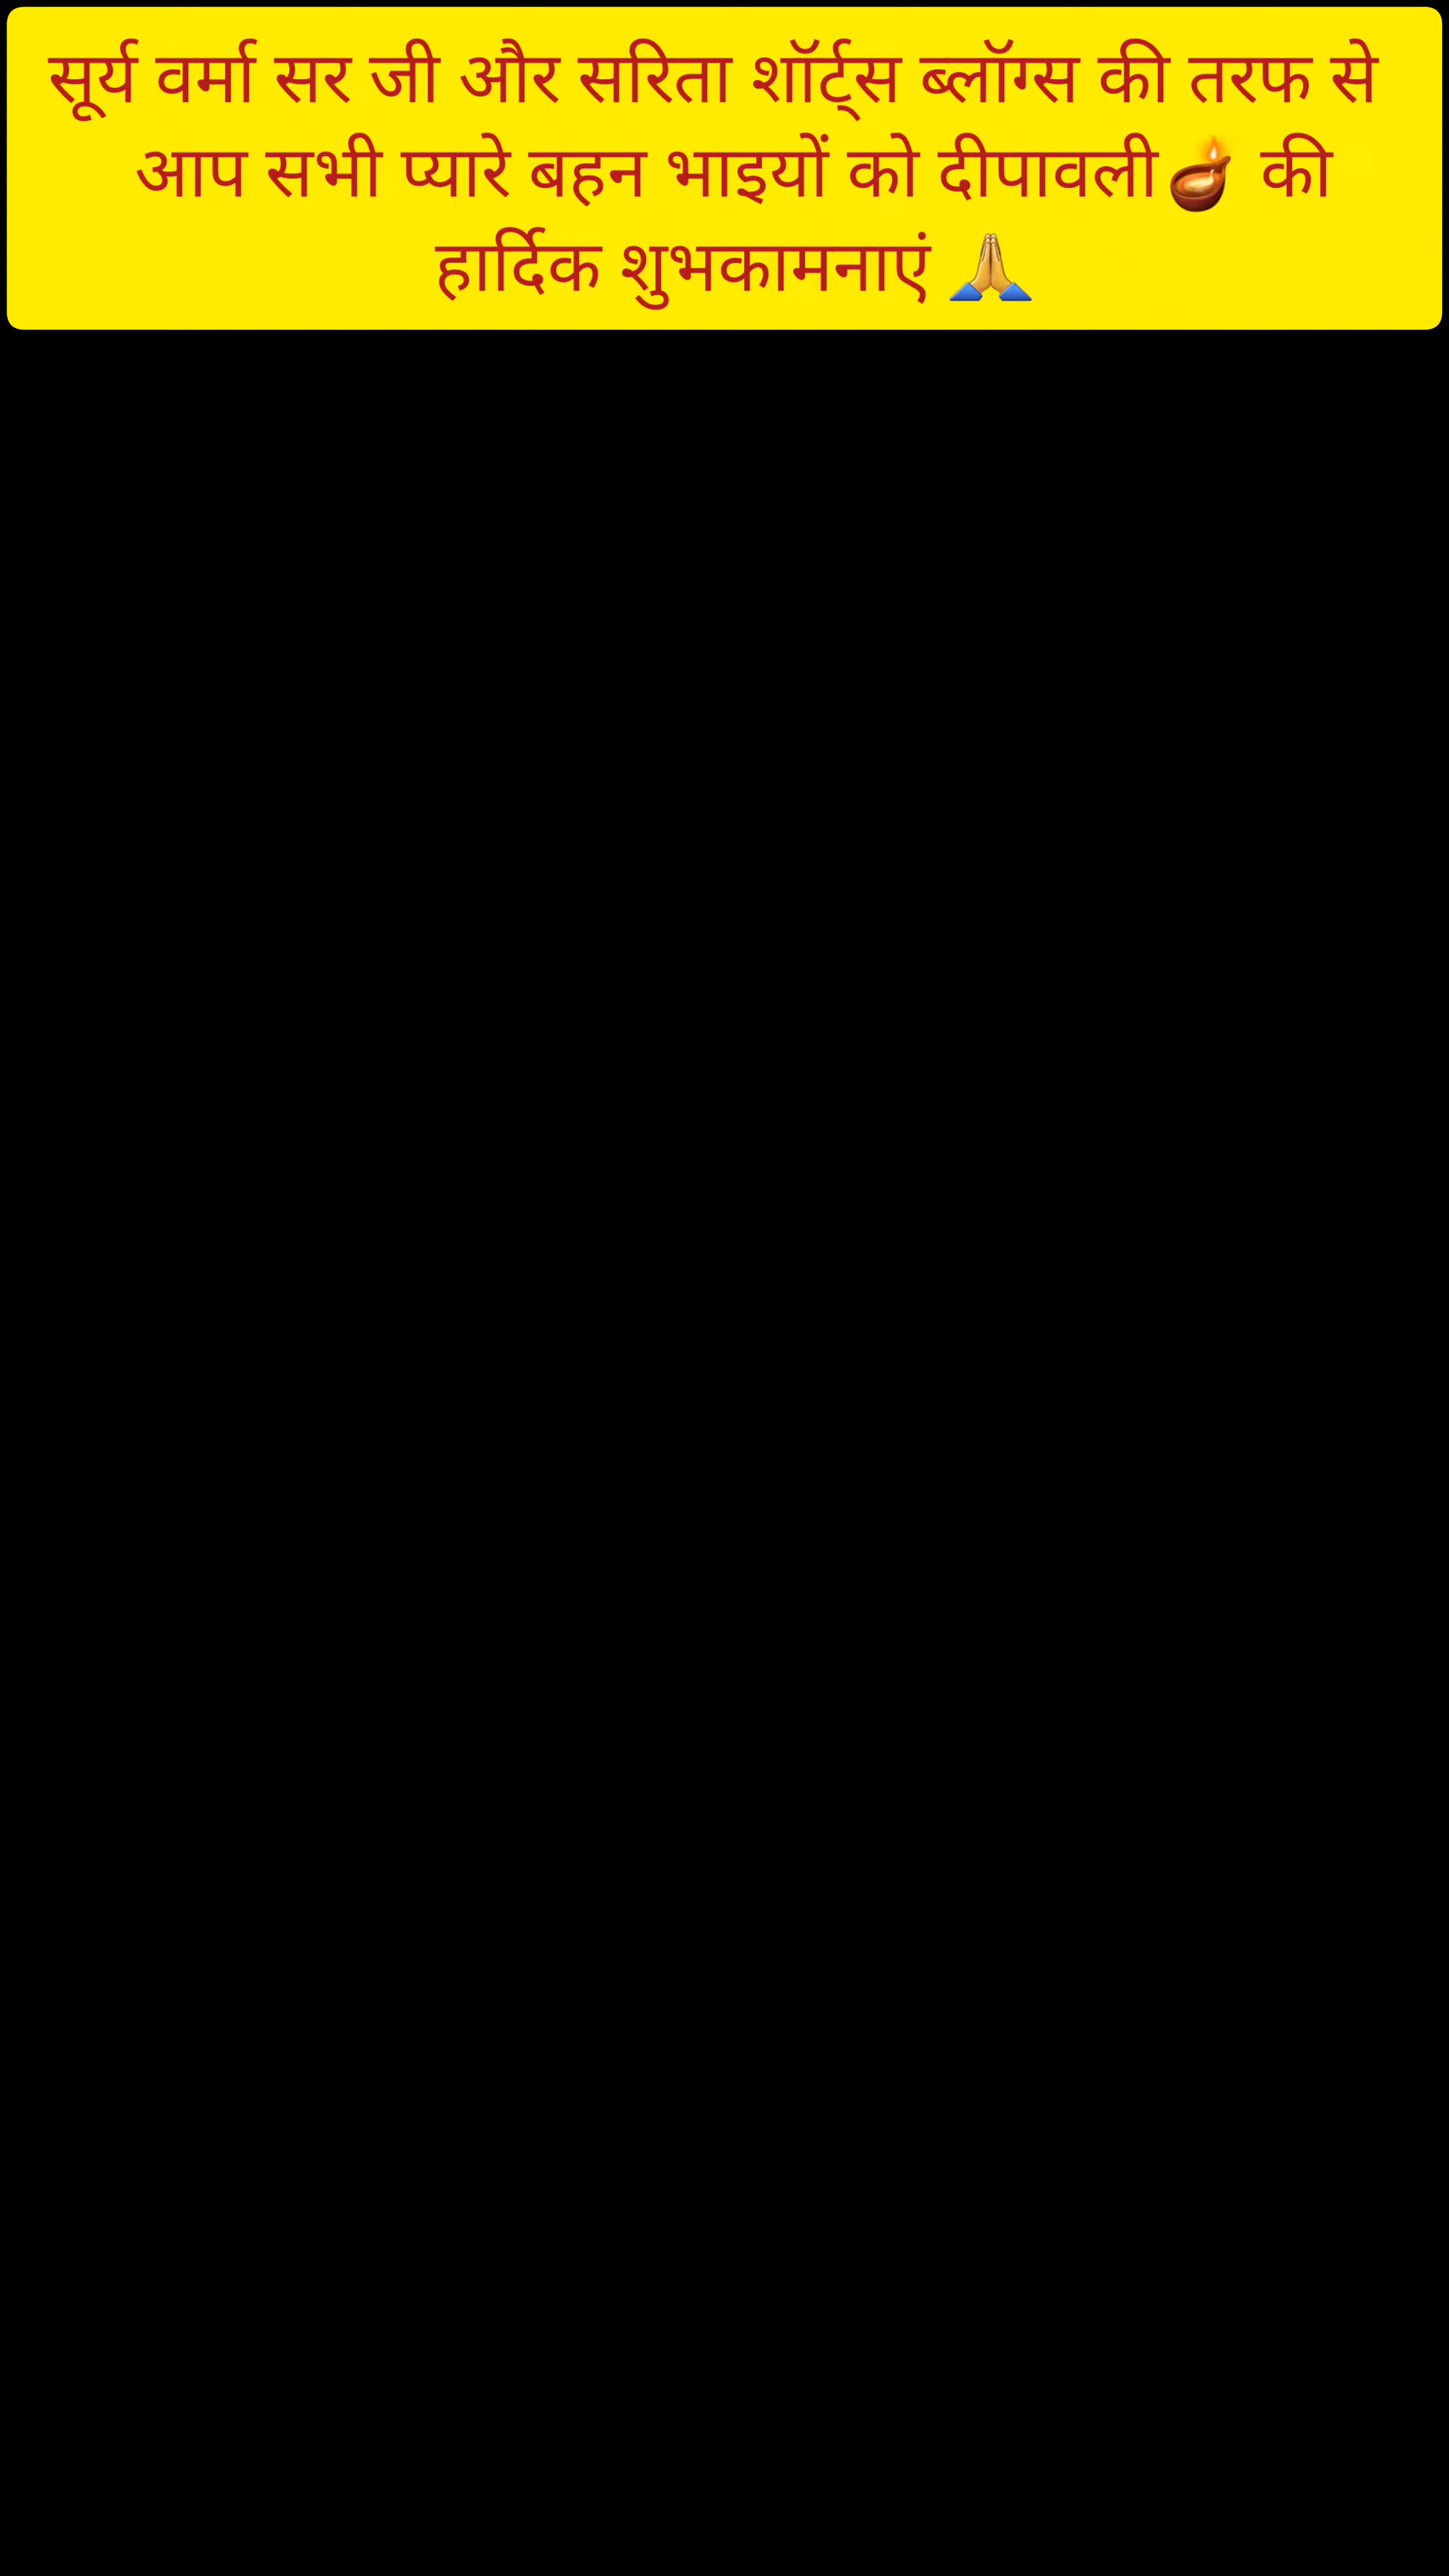 सूर्य वर्मा सर जी और सरिता शॉर्ट्स ब्लॉग्स की तरफ से
आप सभी प्यारे बहन भाइयों को दीपावली🪔 की
हार्दिक शुभकामनाएं 🙏